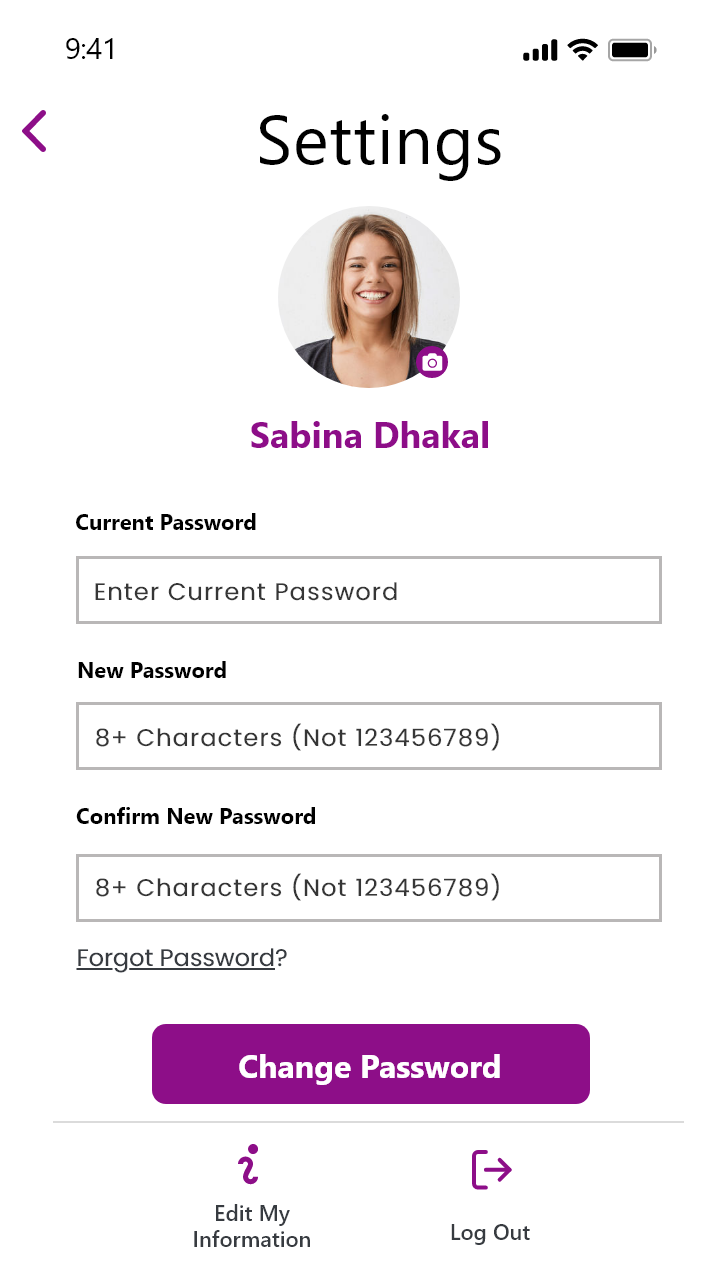 9:41
Settings
Sabina Dhakal
Current Password
Enter Current Password
New Password
8+ Characters (Not 123456789)
Confirm New Password
8+ Characters (Not 123456789)
Forgot Password?
Change Password
Edit My
Information
Log Out